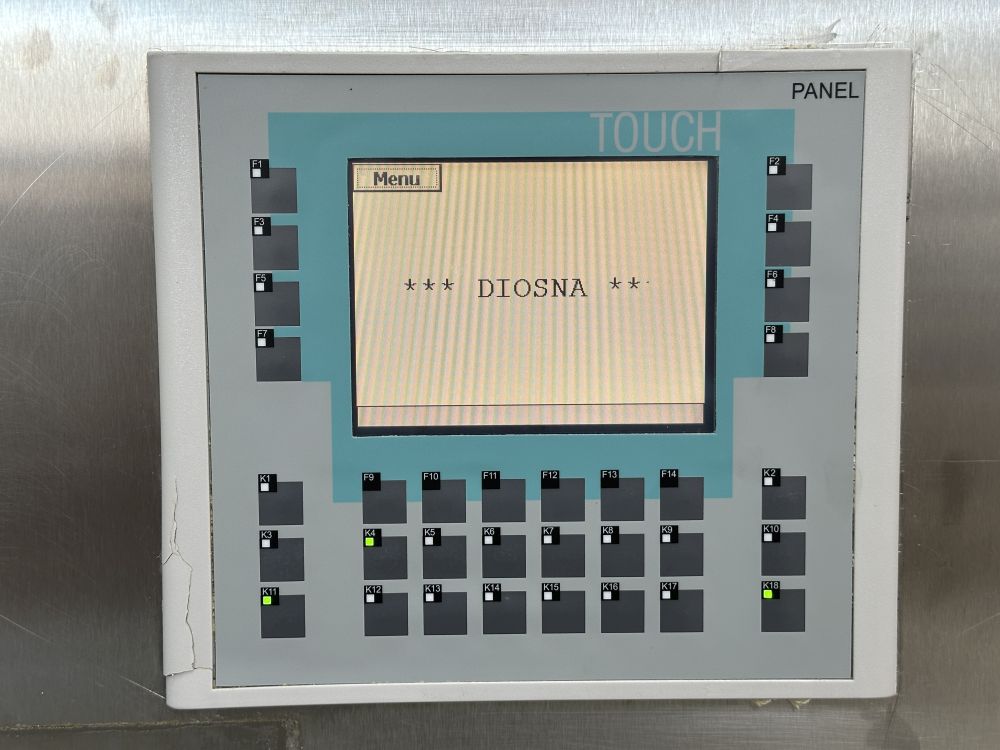 PANEL
TOUCH
F1
F2
Menu
F3
F4
*** DIOSNA **
F5
F6
F7
F8
K1
F9 F10 F11 F12 F13 F14
K2
K3
K4 K5 K6 K7 K8 K9
K10
K11
K12 K13 K14 K15 K16 K17
K18